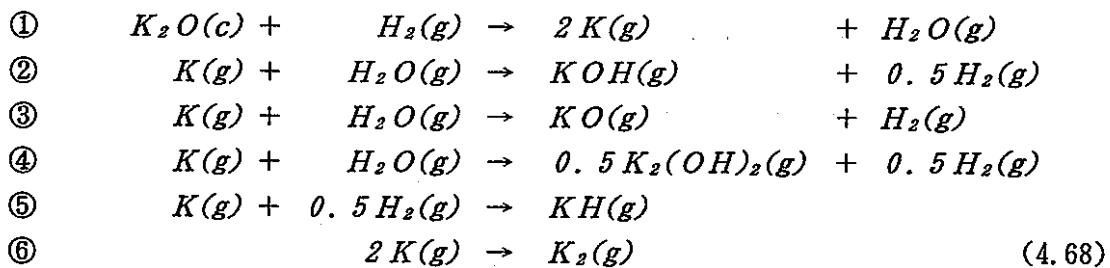 ① K₂O(c) + H₂(g) → 2K(g) + H₂O(g)
② K(g) + H₂O(g) → KOH(g) + 0.5H₂(g)
③ K(g) + H₂O(g) → KO(g) + H₂(g)
④ K(g) + H₂O(g) → 0.5K₂(OH)₂(g) + 0.5H₂(g)
⑤ K(g) + 0.5H₂(g) → KH(g)
⑥ 2K(g) → K₂(g) (4.68)